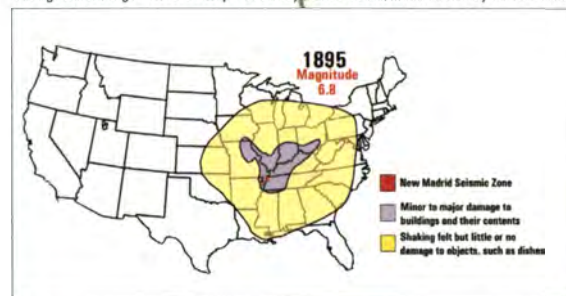 1895
Magnitude
6.8
New Madrid Seismic Zone
Minor to major damage to
buildings and their contents
Shaking felt but little or no
damage to objects, such as dishes